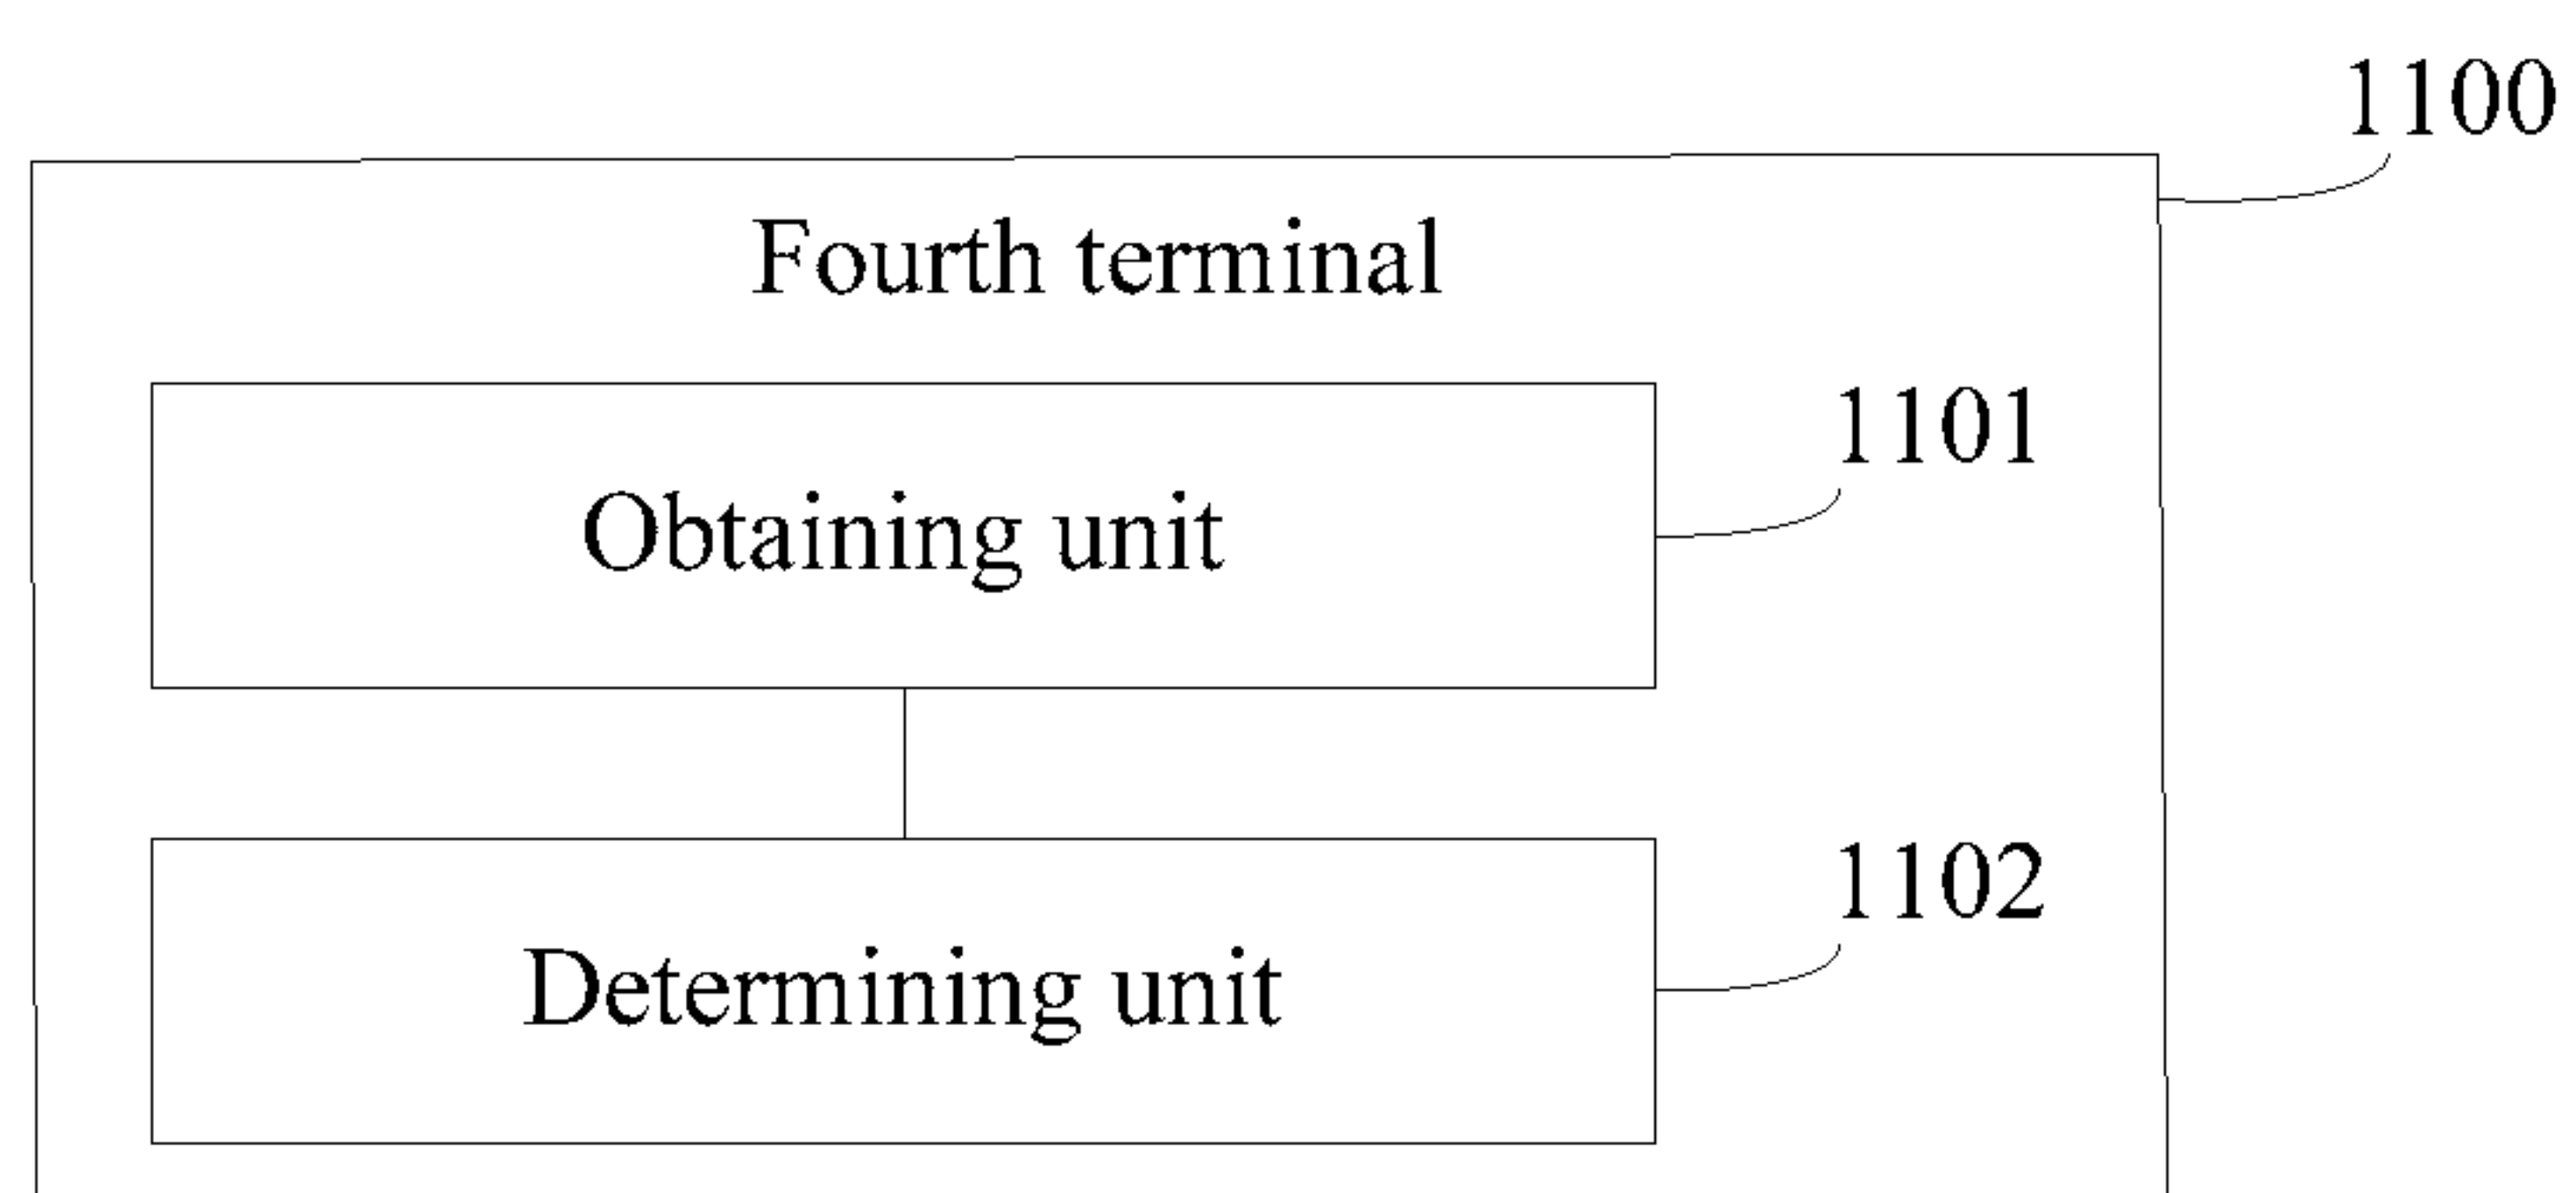 1100
Fourth terminal
1101
Obtaining unit
1102
Determining unit